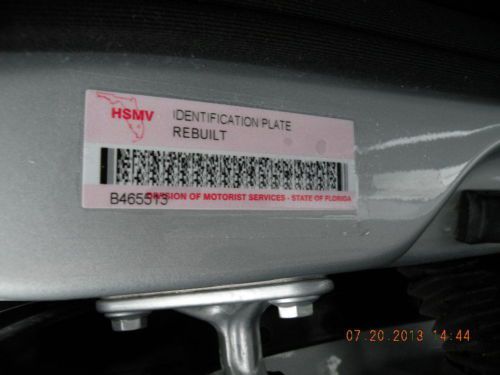 HSMV
IDENTIFICATION PLATE
REBUILT
B465513
DIVISION OF MOTORIST SERVICES - STATE OF FLORIDA
07.20.2013 14:44